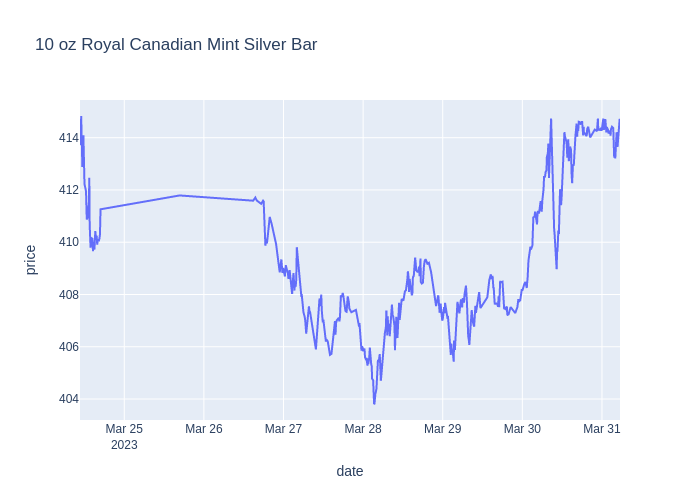 10 oz Royal Canadian Mint Silver Bar
414
412
410
408
406
404
price
Mar 25
2023
Mar 26
Mar 27
Mar 28
Mar 29
Mar 30
Mar 31
date